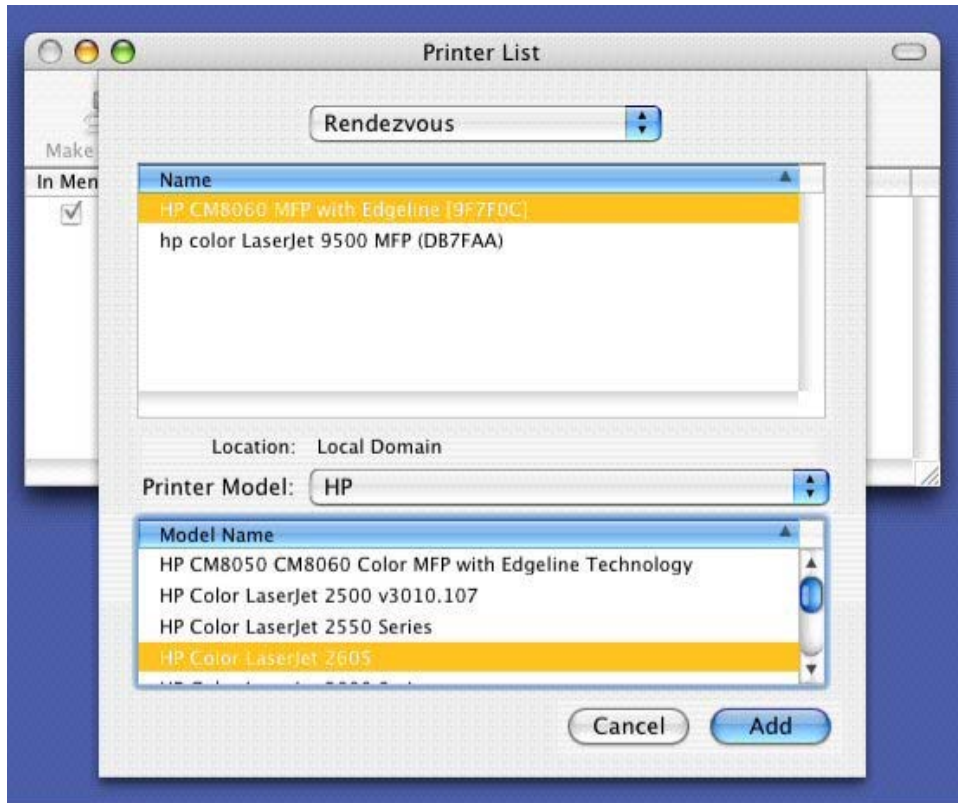 Printer List
Rendezvous
Make
In Men
Name
HP CM8060 MFP with Edgeline [9F7F0C]
hp color LaserJet 9500 MFP (DB7FAA)
Location: Local Domain
Printer Model: HP
Model Name
HP CM8050 CM8060 Color MFP with Edgeline Technology
HP Color LaserJet 2500 v3010.107
HP Color LaserJet 2550 Series
HP Color LaserJet 2605
Cancel Add